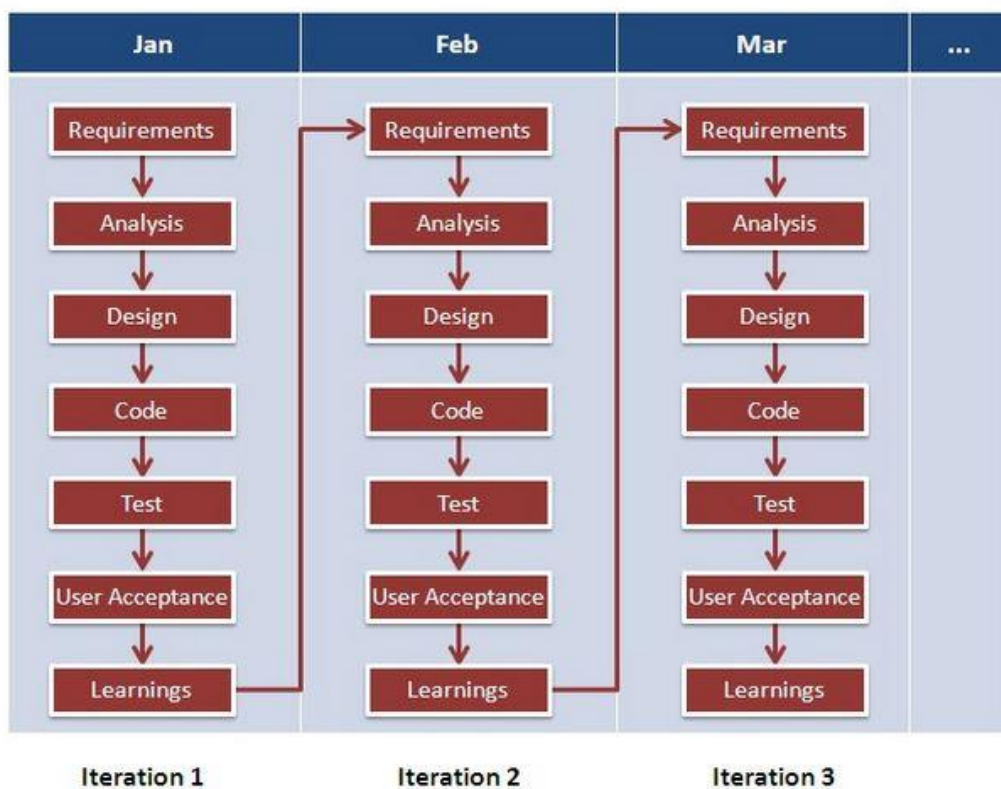 Jan
Feb
Mar
...
Requirements
Analysis
Design
Code
Test
User Acceptance
Learnings
Requirements
Analysis
Design
Code
Test
User Acceptance
Learnings
Requirements
Analysis
Design
Code
Test
User Acceptance
Learnings
Iteration 1
Iteration 2
Iteration 3